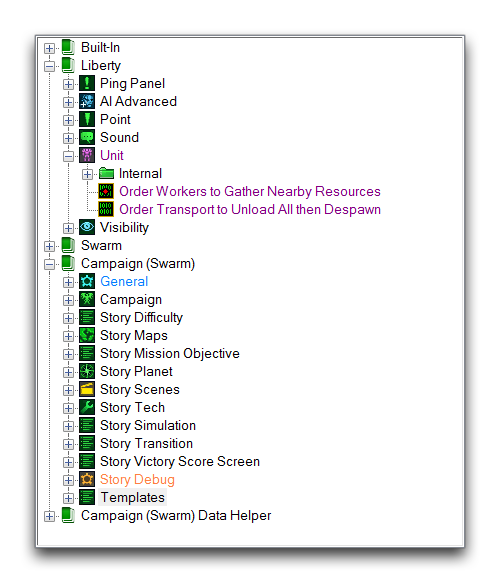 Built-In
Liberty
Ping Panel
AI Advanced
Point
Sound
Unit
Internal
Order Workers to Gather Nearby Resources
Order Transport to Unload All then Despawn
Visibility
Swarm
Campaign (Swarm)
General
Campaign
Story Difficulty
Story Maps
Story Mission Objective
Story Planet
Story Scenes
Story Tech
Story Simulation
Story Transition
Story Victory Score Screen
Story Debug
Templates
Campaign (Swarm) Data Helper